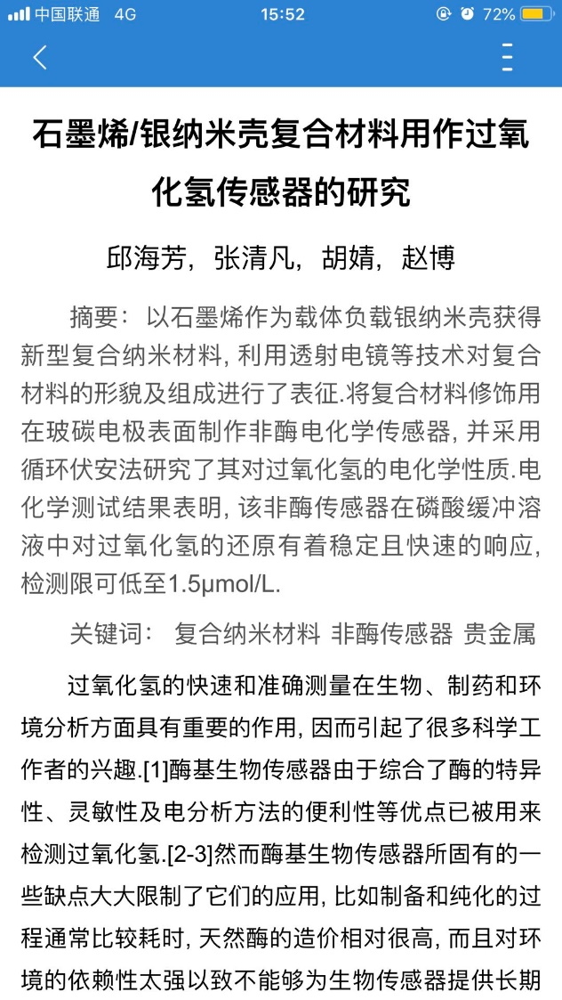 中国联通 4G 15:52 72%
石墨烯/银纳米壳复合材料用作过氧
化氢传感器的研究
邱海芳, 张清凡, 胡婧, 赵博
摘要： 以石墨烯作为载体负载银纳米壳获得
新型复合纳米材料, 利用透射电镜等技术对复合
材料的形貌及组成进行了表征.将复合材料修饰用
在玻碳电极表面制作非酶电化学传感器, 并采用
循环伏安法研究了其对过氧化氢的电化学性质.电
化学测试结果表明, 该非酶传感器在磷酸缓冲溶
液中对过氧化氢的还原有着稳定且快速的响应,
检测限可低至1.5μmol/L.
关键词： 复合纳米材料 非酶传感器 贵金属
过氧化氢的快速和准确测量在生物、制药和环
境分析方面具有重要的作用, 因而引起了很多科学工
作者的兴趣.[1]酶基生物传感器由于综合了酶的特异
性、灵敏性及电分析方法的便利性等优点已被用来
检测过氧化氢.[2-3]然而酶基生物传感器所固有的一
些缺点大大限制了它们的应用, 比如制备和纯化的过
程通常比较耗时, 天然酶的造价相对很高, 而且对环
境的依赖性太强以致不能够为生物传感器提供长期